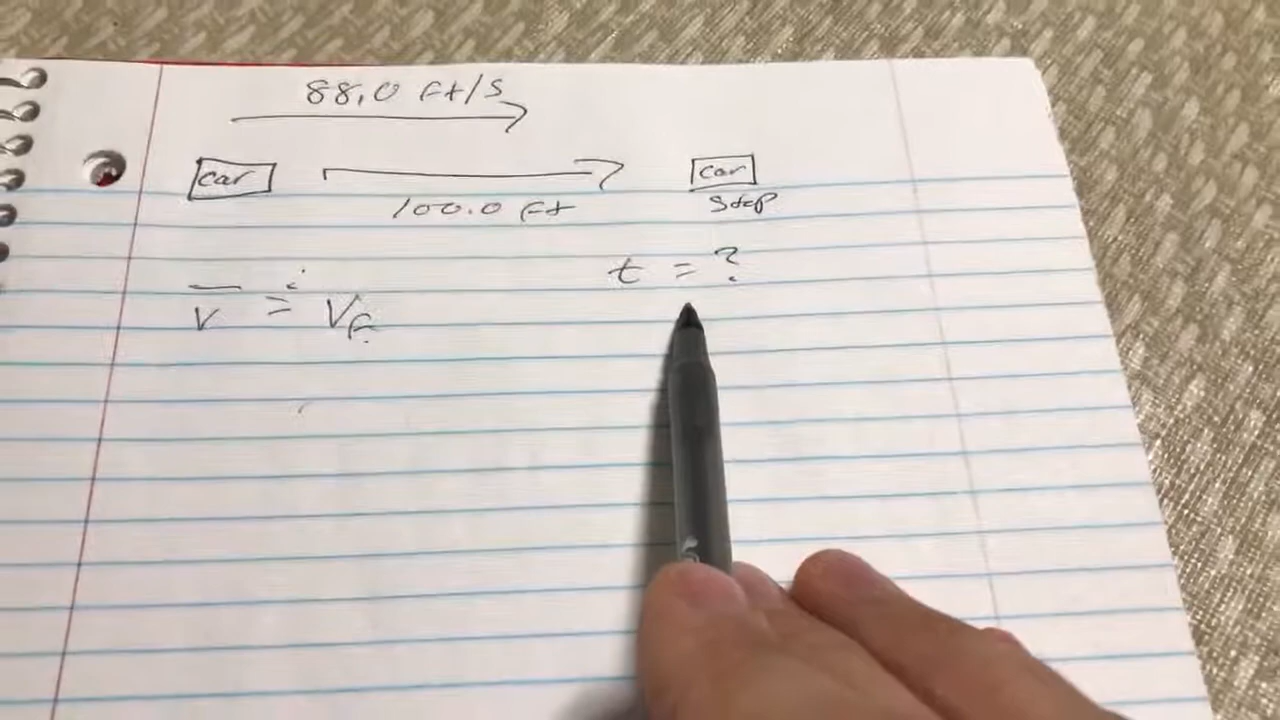 88.0 ft/s
car
100.0 ft
car
stop
t = ?
v = v